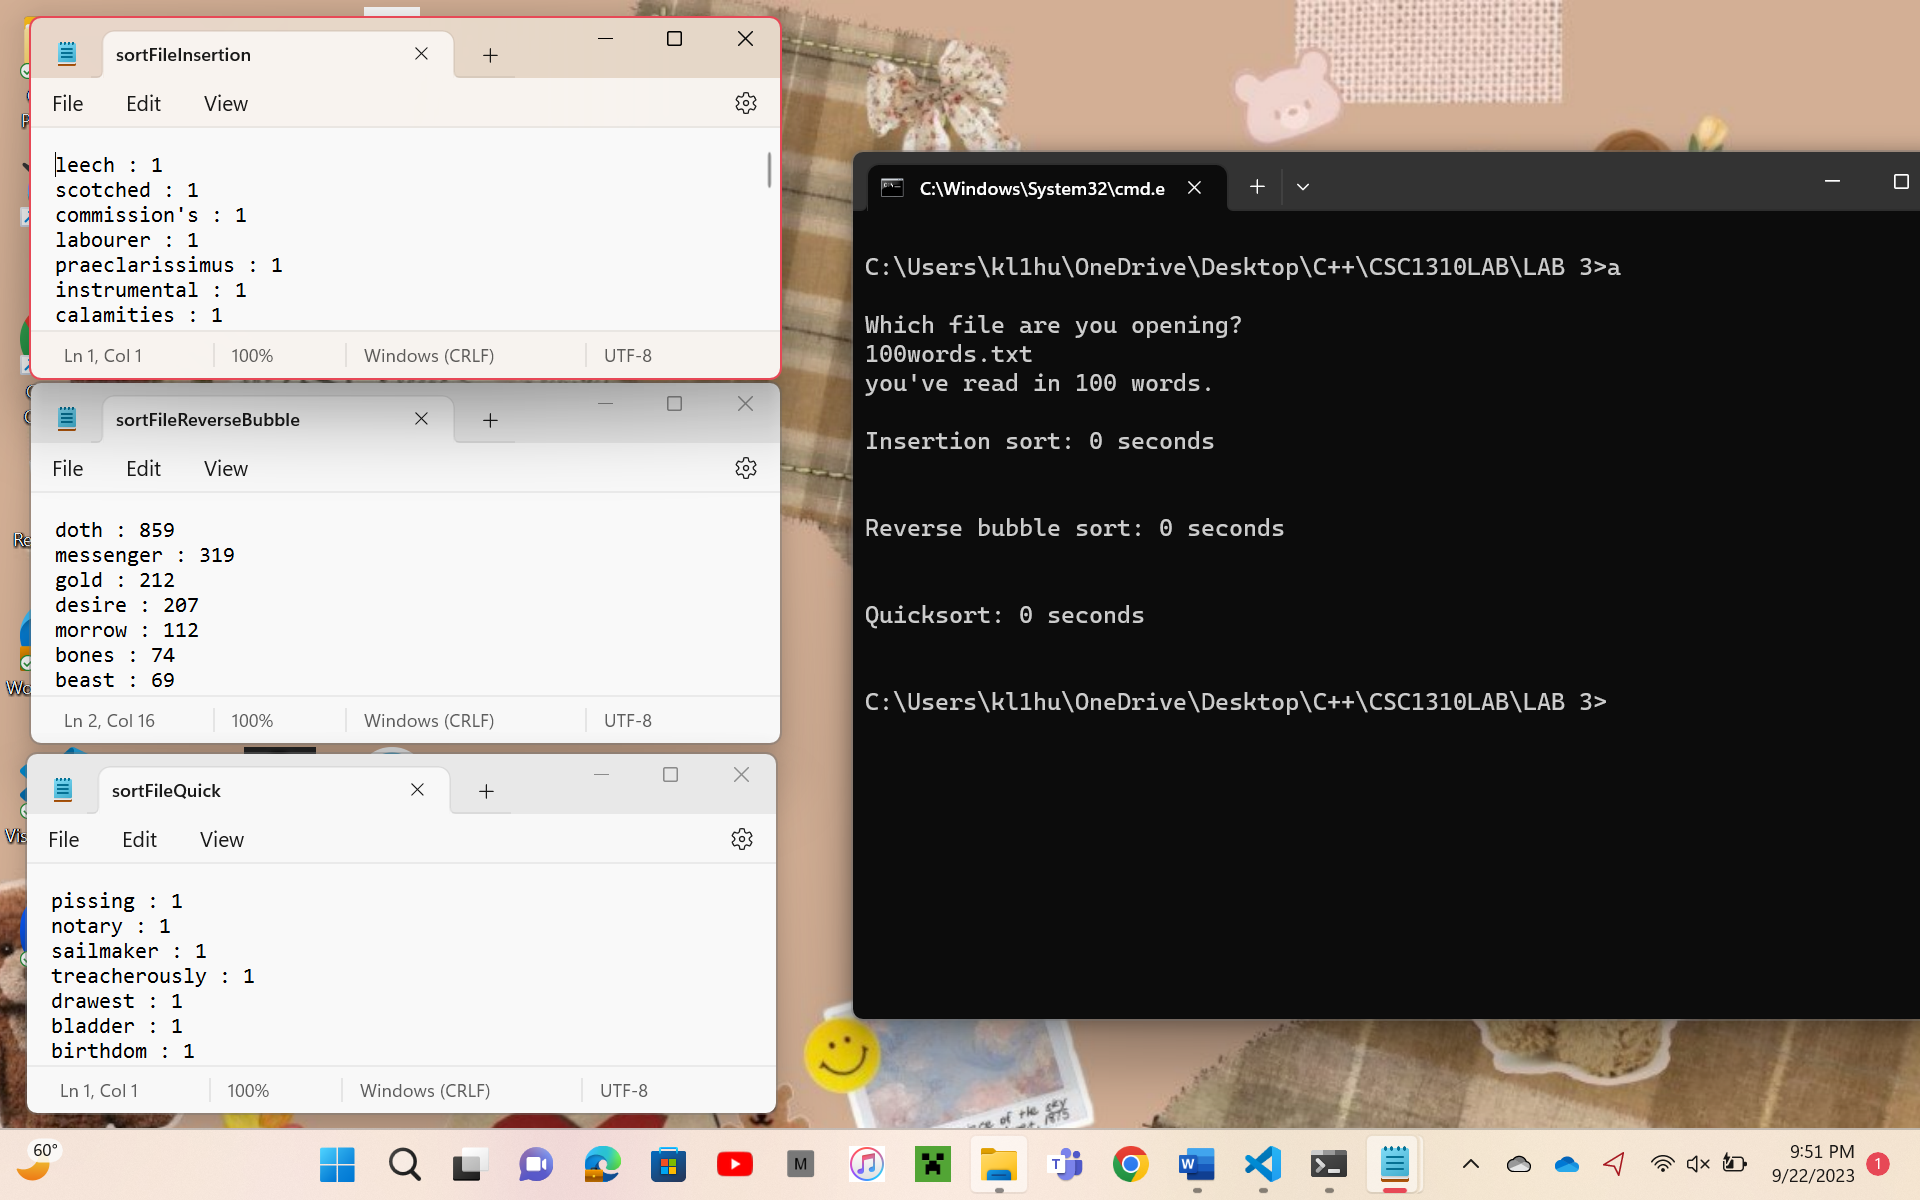 sortFileInsertion
File Edit View
leech : 1
scotched : 1
commission's : 1
labourer : 1
praeclarissimus : 1
instrumental : 1
calamities : 1
Ln 1, Col 1 100% Windows (CRLF) UTF-8
sortFileReverseBubble
File Edit View
doth : 859
messenger : 319
gold : 212
desire : 207
morrow : 112
bones : 74
beast : 69
Ln 2, Col 16 100% Windows (CRLF) UTF-8
sortFileQuick
File Edit View
pissing : 1
notary : 1
sailmaker : 1
treacherously : 1
drawest : 1
bladder : 1
birthdom : 1
Ln 1, Col 1 100% Windows (CRLF) UTF-8
C:\Windows\System32\cmd.e
C:\Users\kl1hu\OneDrive\Desktop\C++\CSC1310LAB\LAB 3>a
Which file are you opening?
100words.txt
you've read in 100 words.
Insertion sort: 0 seconds
Reverse bubble sort: 0 seconds
Quicksort: 0 seconds
C:\Users\kl1hu\OneDrive\Desktop\C++\CSC1310LAB\LAB 3>
of the sky
1875
60°
M
9:51 PM
9/22/2023
1